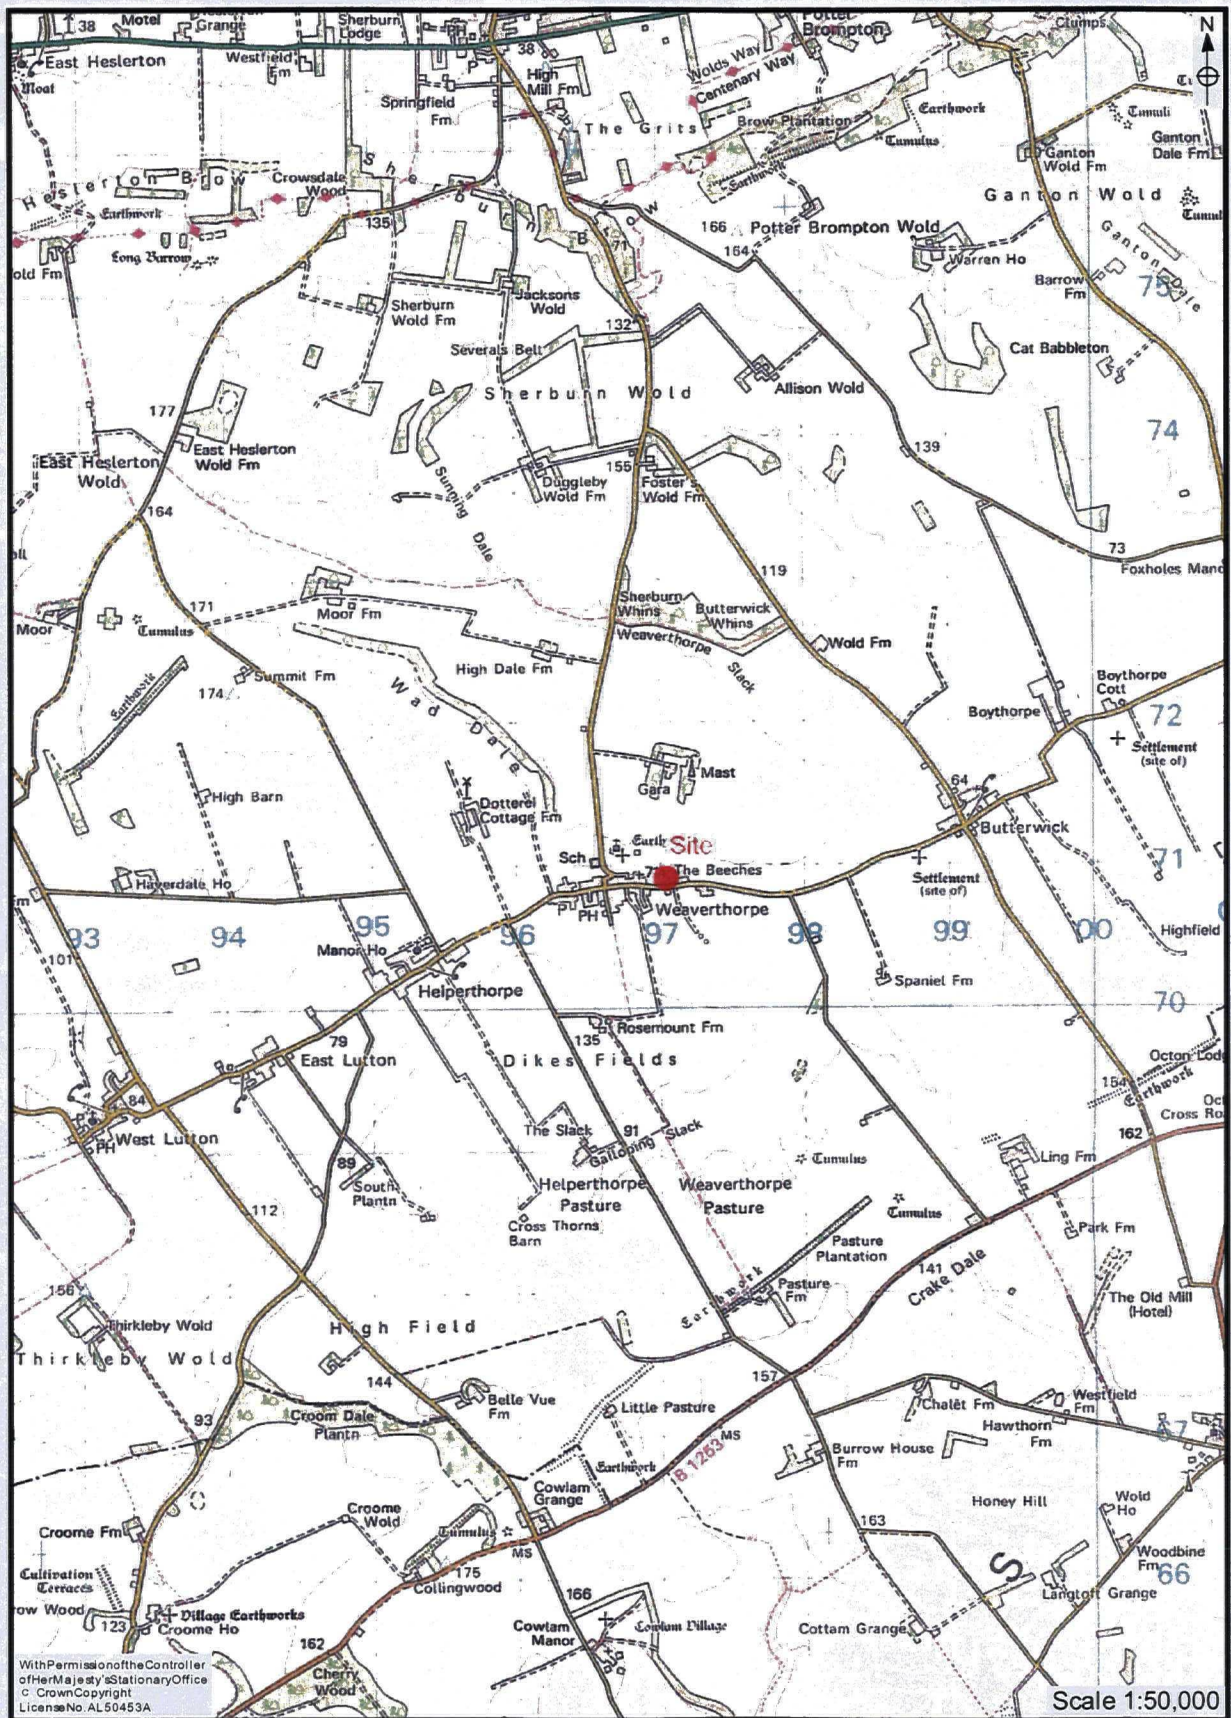 Motel
38
Heslerton
Grange
Sherburn
Lodge
PH
Potter
Brompton
Clumps
N
East Heslerton
Moat
Westfield
Fm
38
High
Mill Fm
Wolds Way
Centenary Way
Springfield
Fm
The Grits
Brow Plantation
Earthwork
Tumulus
Tumuli
Ganton
Dale Fm
Ganton
Wold Fm
Heslerton Brow
Crowsdale
Wood
Sherburn Brow
Earthwork
Earthwork
Ganton Wold
135
71
166
Potter Brompton Wold
164
Long Barrow
Warren Ho
Ganton Dale
Barrow
Fm
75
Sherburn
Wold Fm
Jacksons
Wold
132
Severals Belt
Cat Babbleton
Allison Wold
Sherburn Wold
177
74
East Heslerton
Wold Fm
East Heslerton
Wold
139
Sunning Dale
Duggleby
Wold Fm
155
Foster's
Wold Fm
164
73
Foxholes
119
Moor Fm
Sherburn
Whins
Butterwick
Whins
171
Moor
Tumulus
Weaverthorpe Slack
Wold Fm
High Dale Fm
Summit Fm
174
Earthwork
Wad Dale
Boythorpe
Cott
Boythorpe
72
Settlement
(site of)
Mast
Gara
High Barn
Dotterel
Cottage Fm
64
Butterwick
Sch
Site
The Beeches
71
Settlement
(site of)
Haverdale Ho
PH
Weaverthorpe
93
94
95
96
97
98
99
00
Highfield
101
Manor Ho
Helperthorpe
Spaniel Fm
70
Rosemount Fm
135
79
East Lutton
Dikes Fields
154
Earthwork
84
PH
West Lutton
The Slack
91
Galloping Slack
162
89
South
Plantn
Tumulus
Ling Fm
Helperthorpe
Pasture
Weaverthorpe
Pasture
112
Cross Thorns
Barn
Tumulus
Park Fm
Pasture
Plantation
141
Crake Dale
156
Earthwork
Pasture
Fm
The Old Mill
(Hotel)
Thirkleby Wold
High Field
Thirkleby Wold
144
157
Belle Vue
Fm
Little Pasture
Chalet Fm
Westfield
Fm
Hawthorn
Fm
93
Croom Dale
Plantn
MS
67
B 1253
Burrow House
Fm
Earthwork
Cowlam
Grange
Honey Hill
Wold
Ho
Croome
Wold
Croome Fm
Tumulus
163
MS
Woodbine
Fm
66
Cultivation
Terraces
175
Collingwood
S
Langtoft Grange
166
Village Earthworks
123
Croome Ho
Cowlam
Manor
Cowlam Village
Cottam Grange
162
Cherry
Wood
WithPermissionoftheController
ofHerMajesty'sStationaryOffice
© CrownCopyright
LicenseNo.AL50453A
Scale 1:50,000